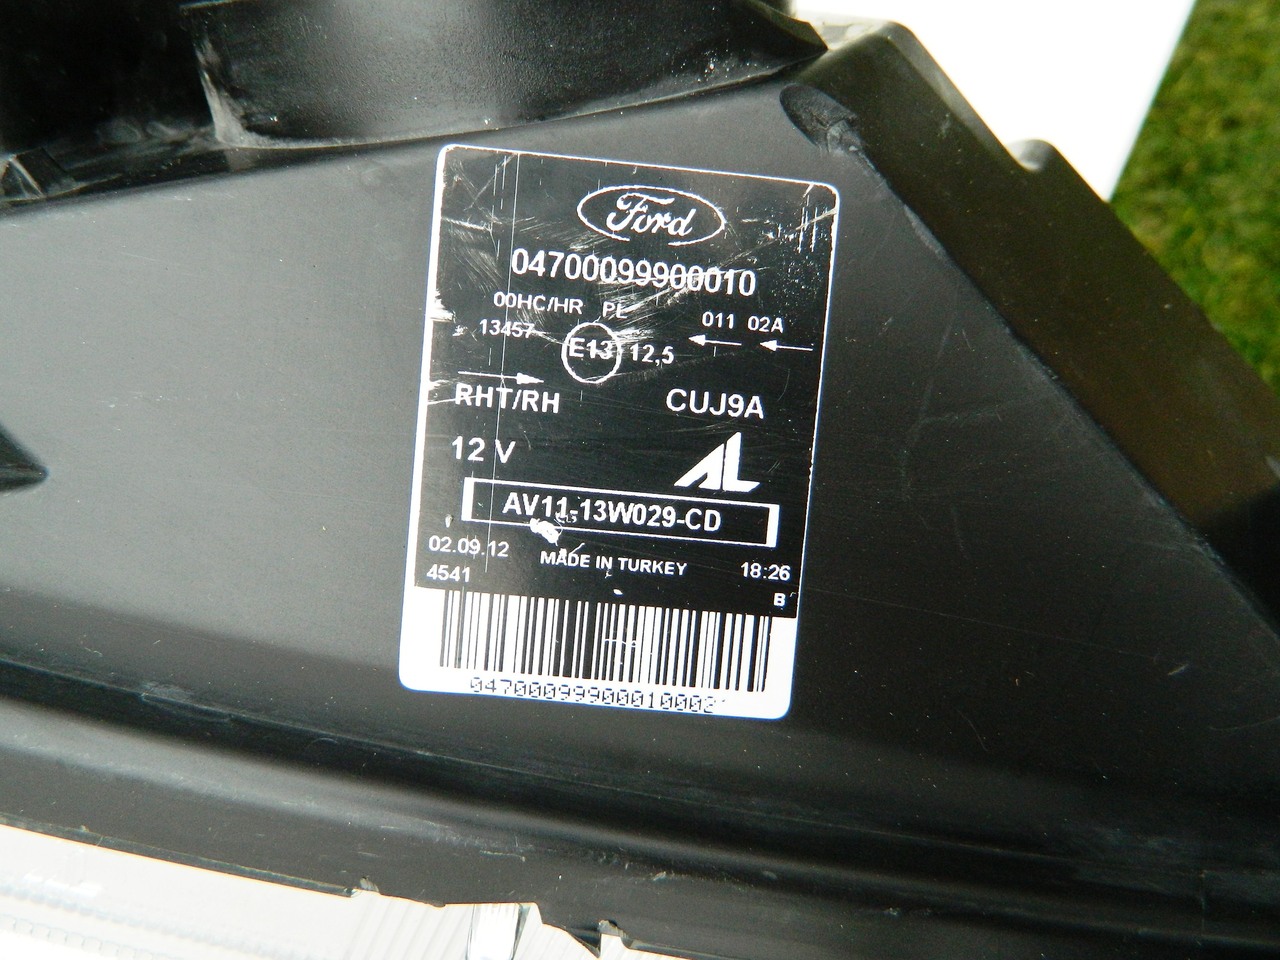 Ford
04700099900010
00HC/HR PL 011 02A
13457 E13 12,5
RHT/RH CUJ9A
12 V AL
AV11-13W029-CD
02.09.12 MADE IN TURKEY 18:26
4541 B